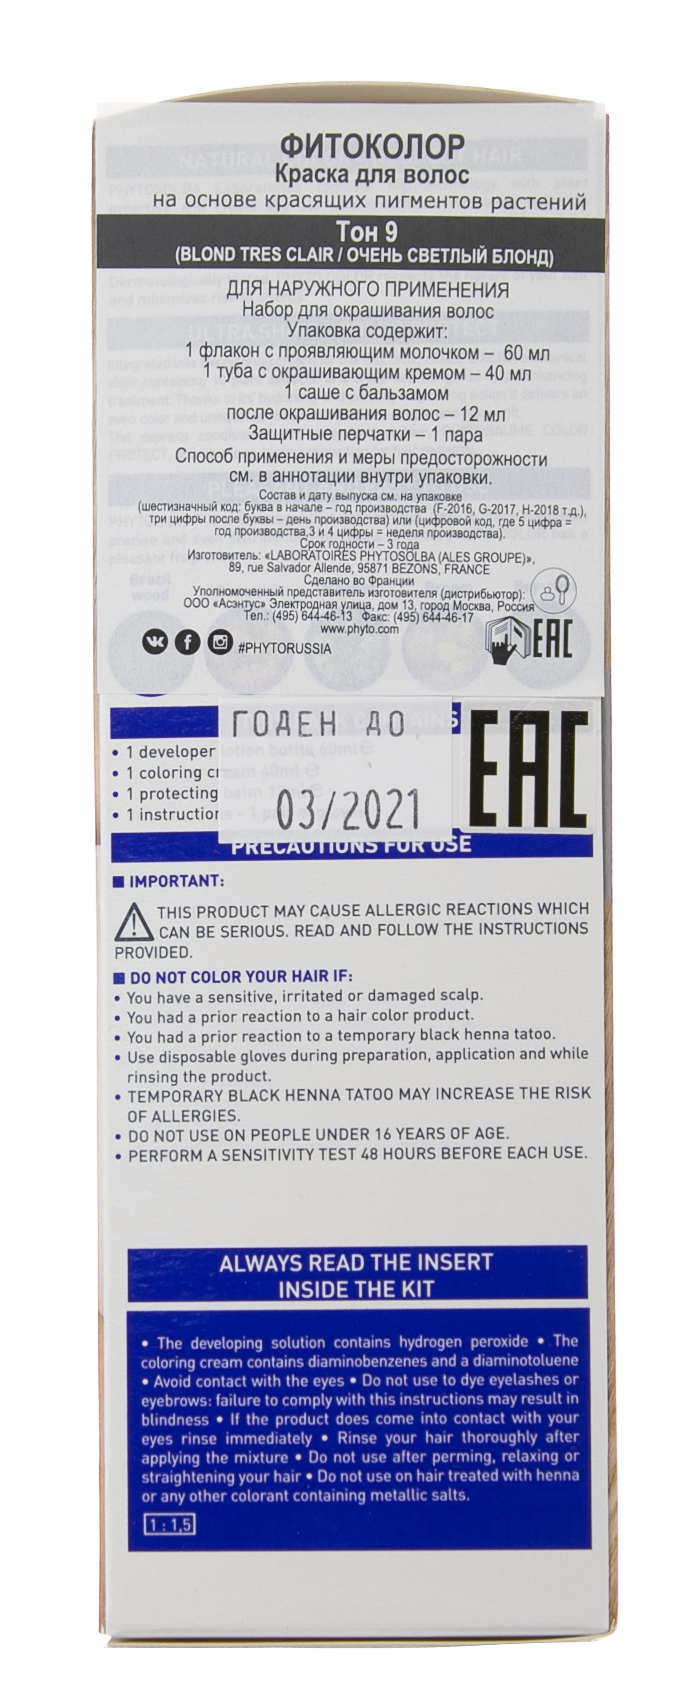 ФИТОКОЛОР
Краска для волос
на основе красящих пигментов растений
Тон 9
(BLOND TRES CLAIR / ОЧЕНЬ СВЕТЛЫЙ БЛОНД)
ДЛЯ НАРУЖНОГО ПРИМЕНЕНИЯ
Набор для окрашивания волос
Упаковка содержит:
1 флакон с проявляющим молочком – 60 мл
1 туба с окрашивающим кремом – 40 мл
1 саше с бальзамом
после окрашивания волос – 12 мл
Защитные перчатки – 1 пара
Способ применения и меры предосторожности
см. в аннотации внутри упаковки.
Состав и дату выпуска см. на упаковке
(шестизначный код: буква в начале – год производства (F-2016, G-2017, H-2018 т.д.),
три цифры после буквы – день производства) или (цифровой код, где 5 цифра =
год производства,3 и 4 цифры = неделя производства).
Срок годности – 3 года
Изготовитель: «LABORATOIRES PHYTOSOLBA (ALES GROUPE)»,
89, rue Salvador Allende, 95871 BEZONS, FRANCE
Сделано во Франции
Уполномоченный представитель изготовителя (дистрибьютор):
ООО «Асэнтус» Электродная улица, дом 13, город Москва, Россия
Тел.: (495) 644-46-13 Факс: (495) 644-46-17
www.phyto.com
#PHYTORUSSIA
EAC
ГОДЕН ДО
03/2021
EAC
• 1 developer
• 1 coloring
• 1 protecting
• 1 instruction
PRECAUTIONS FOR USE
IMPORTANT:
THIS PRODUCT MAY CAUSE ALLERGIC REACTIONS WHICH
CAN BE SERIOUS. READ AND FOLLOW THE INSTRUCTIONS
PROVIDED.
DO NOT COLOR YOUR HAIR IF:
• You have a sensitive, irritated or damaged scalp.
• You had a prior reaction to a hair color product.
• You had a prior reaction to a temporary black henna tatoo.
• Use disposable gloves during preparation, application and while
rinsing the product.
• TEMPORARY BLACK HENNA TATOO MAY INCREASE THE RISK
OF ALLERGIES.
• DO NOT USE ON PEOPLE UNDER 16 YEARS OF AGE.
• PERFORM A SENSITIVITY TEST 48 HOURS BEFORE EACH USE.
ALWAYS READ THE INSERT
INSIDE THE KIT
• The developing solution contains hydrogen peroxide • The
coloring cream contains diaminobenzenes and a diaminotoluene
• Avoid contact with the eyes • Do not use to dye eyelashes or
eyebrows: failure to comply with this instructions may result in
blindness • If the product does come into contact with your
eyes rinse immediately • Rinse your hair thoroughly after
applying the mixture • Do not use after perming, relaxing or
straightening your hair • Do not use on hair treated with henna
or any other colorant containing metallic salts.
1 : 1,5